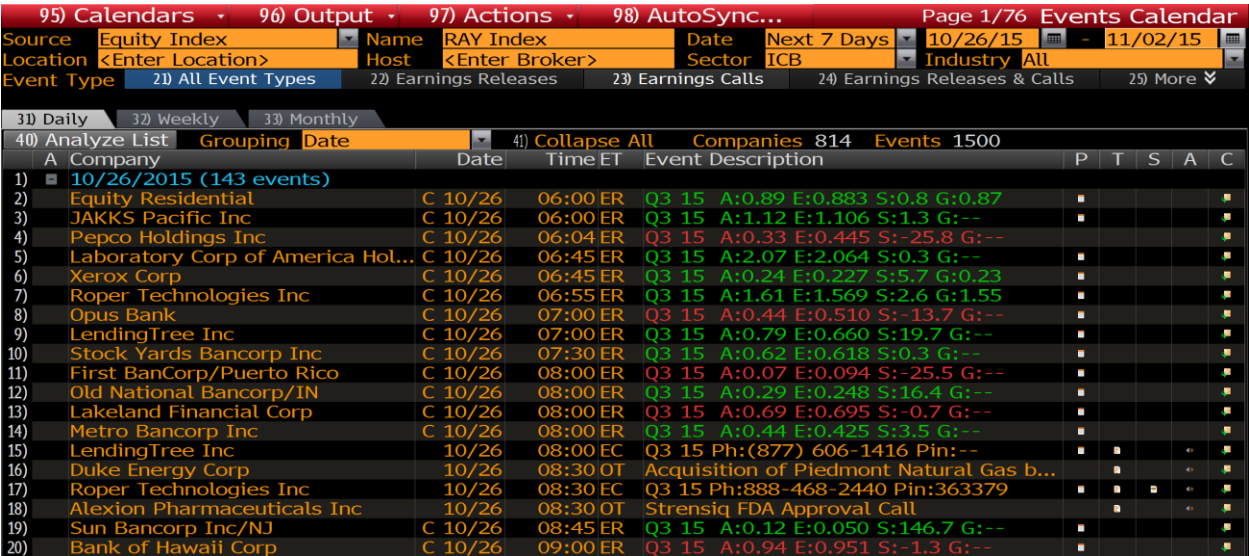 95) Calendars 96) Output 97) Actions 98) AutoSync... Page 1/76 Events Calendar
Source Equity Index Name RAY Index Date Next 7 Days 10/26/15 - 11/02/15
Location <Enter Location> Host <Enter Broker> Sector ICB Industry All
Event Type 21) All Event Types 22) Earnings Releases 23) Earnings Calls 24) Earnings Releases & Calls 25) More
31) Daily 32) Weekly 33) Monthly
40) Analyze List Grouping Date 41) Collapse All Companies 814 Events 1500
A Company Date Time ET Event Description P T S A C
1) 10/26/2015 (143 events)
2) Equity Residential C 10/26 06:00 ER Q3 15 A:0.89 E:0.883 S:0.8 G:0.87
3) JAKKS Pacific Inc C 10/26 06:00 ER Q3 15 A:1.12 E:1.106 S:1.3 G:--
4) Pepco Holdings Inc C 10/26 06:04 ER Q3 15 A:0.33 E:0.445 S:-25.8 G:--
5) Laboratory Corp of America Hol... C 10/26 06:45 ER Q3 15 A:2.07 E:2.064 S:0.3 G:--
6) Xerox Corp C 10/26 06:45 ER Q3 15 A:0.24 E:0.227 S:5.7 G:0.23
7) Roper Technologies Inc C 10/26 06:55 ER Q3 15 A:1.61 E:1.569 S:2.6 G:1.55
8) Opus Bank C 10/26 07:00 ER Q3 15 A:0.44 E:0.510 S:-13.7 G:--
9) LendingTree Inc C 10/26 07:00 ER Q3 15 A:0.79 E:0.660 S:19.7 G:--
10) Stock Yards Bancorp Inc C 10/26 07:30 ER Q3 15 A:0.62 E:0.618 S:0.3 G:--
11) First BanCorp/Puerto Rico C 10/26 08:00 ER Q3 15 A:0.07 E:0.094 S:-25.5 G:--
12) Old National Bancorp/IN C 10/26 08:00 ER Q3 15 A:0.29 E:0.248 S:16.4 G:--
13) Lakeland Financial Corp C 10/26 08:00 ER Q3 15 A:0.69 E:0.695 S:-0.7 G:--
14) Metro Bancorp Inc C 10/26 08:00 ER Q3 15 A:0.44 E:0.425 S:3.5 G:--
15) LendingTree Inc 10/26 08:00 EC Q3 15 Ph:(877) 606-1416 Pin:--
16) Duke Energy Corp 10/26 08:30 OT Acquisition of Piedmont Natural Gas b...
17) Roper Technologies Inc 10/26 08:30 EC Q3 15 Ph:888-468-2440 Pin:363379
18) Alexion Pharmaceuticals Inc 10/26 08:30 OT Strensiq FDA Approval Call
19) Sun Bancorp Inc/NJ C 10/26 08:45 ER Q3 15 A:0.12 E:0.050 S:146.7 G:--
20) Bank of Hawaii Corp C 10/26 09:00 ER Q3 15 A:0.94 E:0.951 S:-1.3 G:--